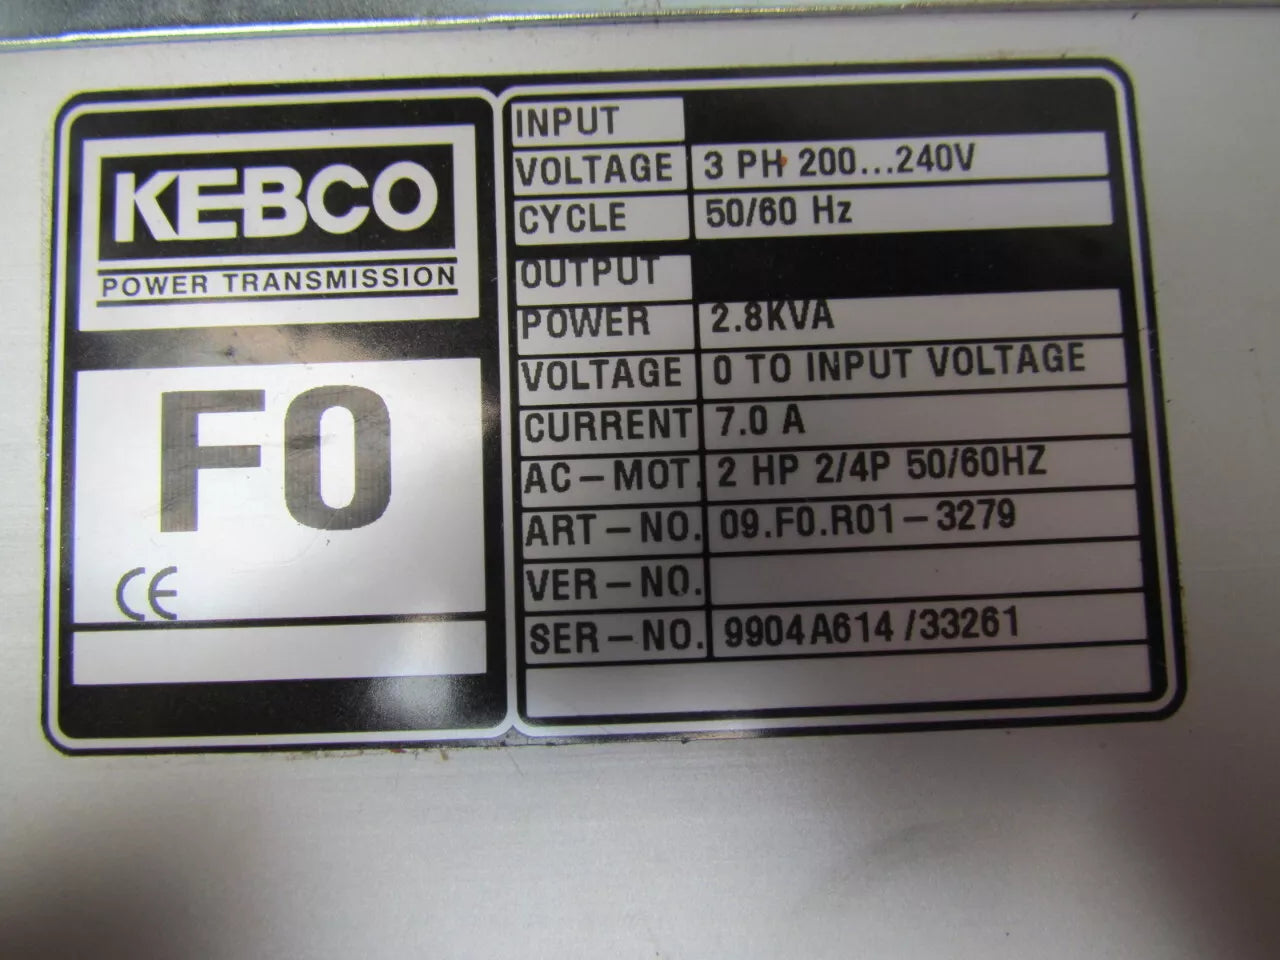 KEBCO
POWER TRANSMISSION
F0
CE
INPUT
VOLTAGE 3 PH 200...240V
CYCLE 50/60 Hz
OUTPUT
POWER 2.8KVA
VOLTAGE 0 TO INPUT VOLTAGE
CURRENT 7.0 A
AC-MOT. 2 HP 2/4P 50/60HZ
ART-NO. 09.F0.R01-3279
VER-NO.
SER-NO. 9904A614/33261